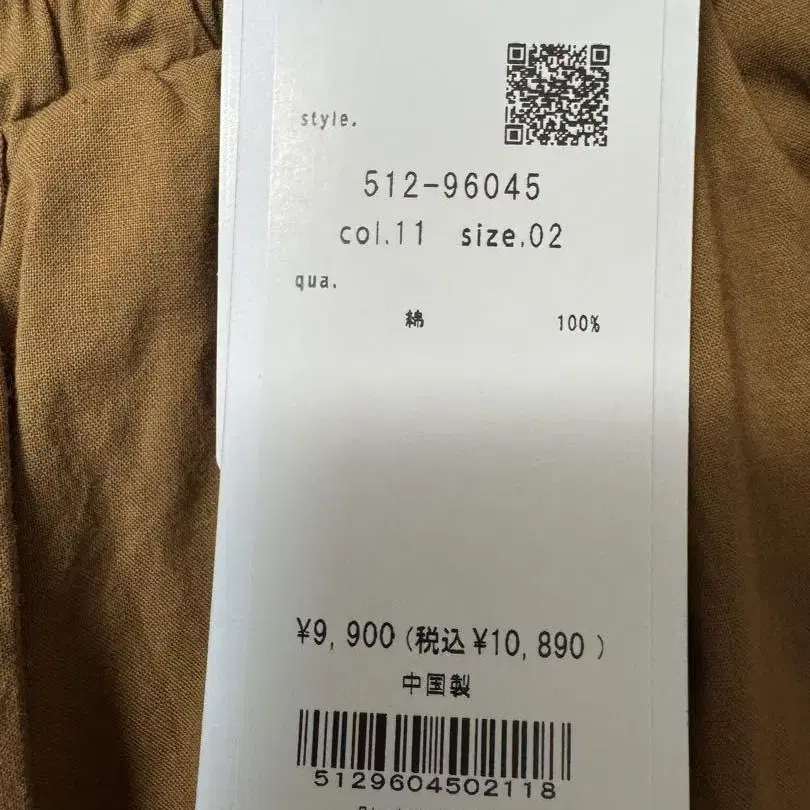 style.
512-96045
col.11 size.02
qua.
綿 100%
¥9,900(税込¥10,890)
中国製
5129604502118